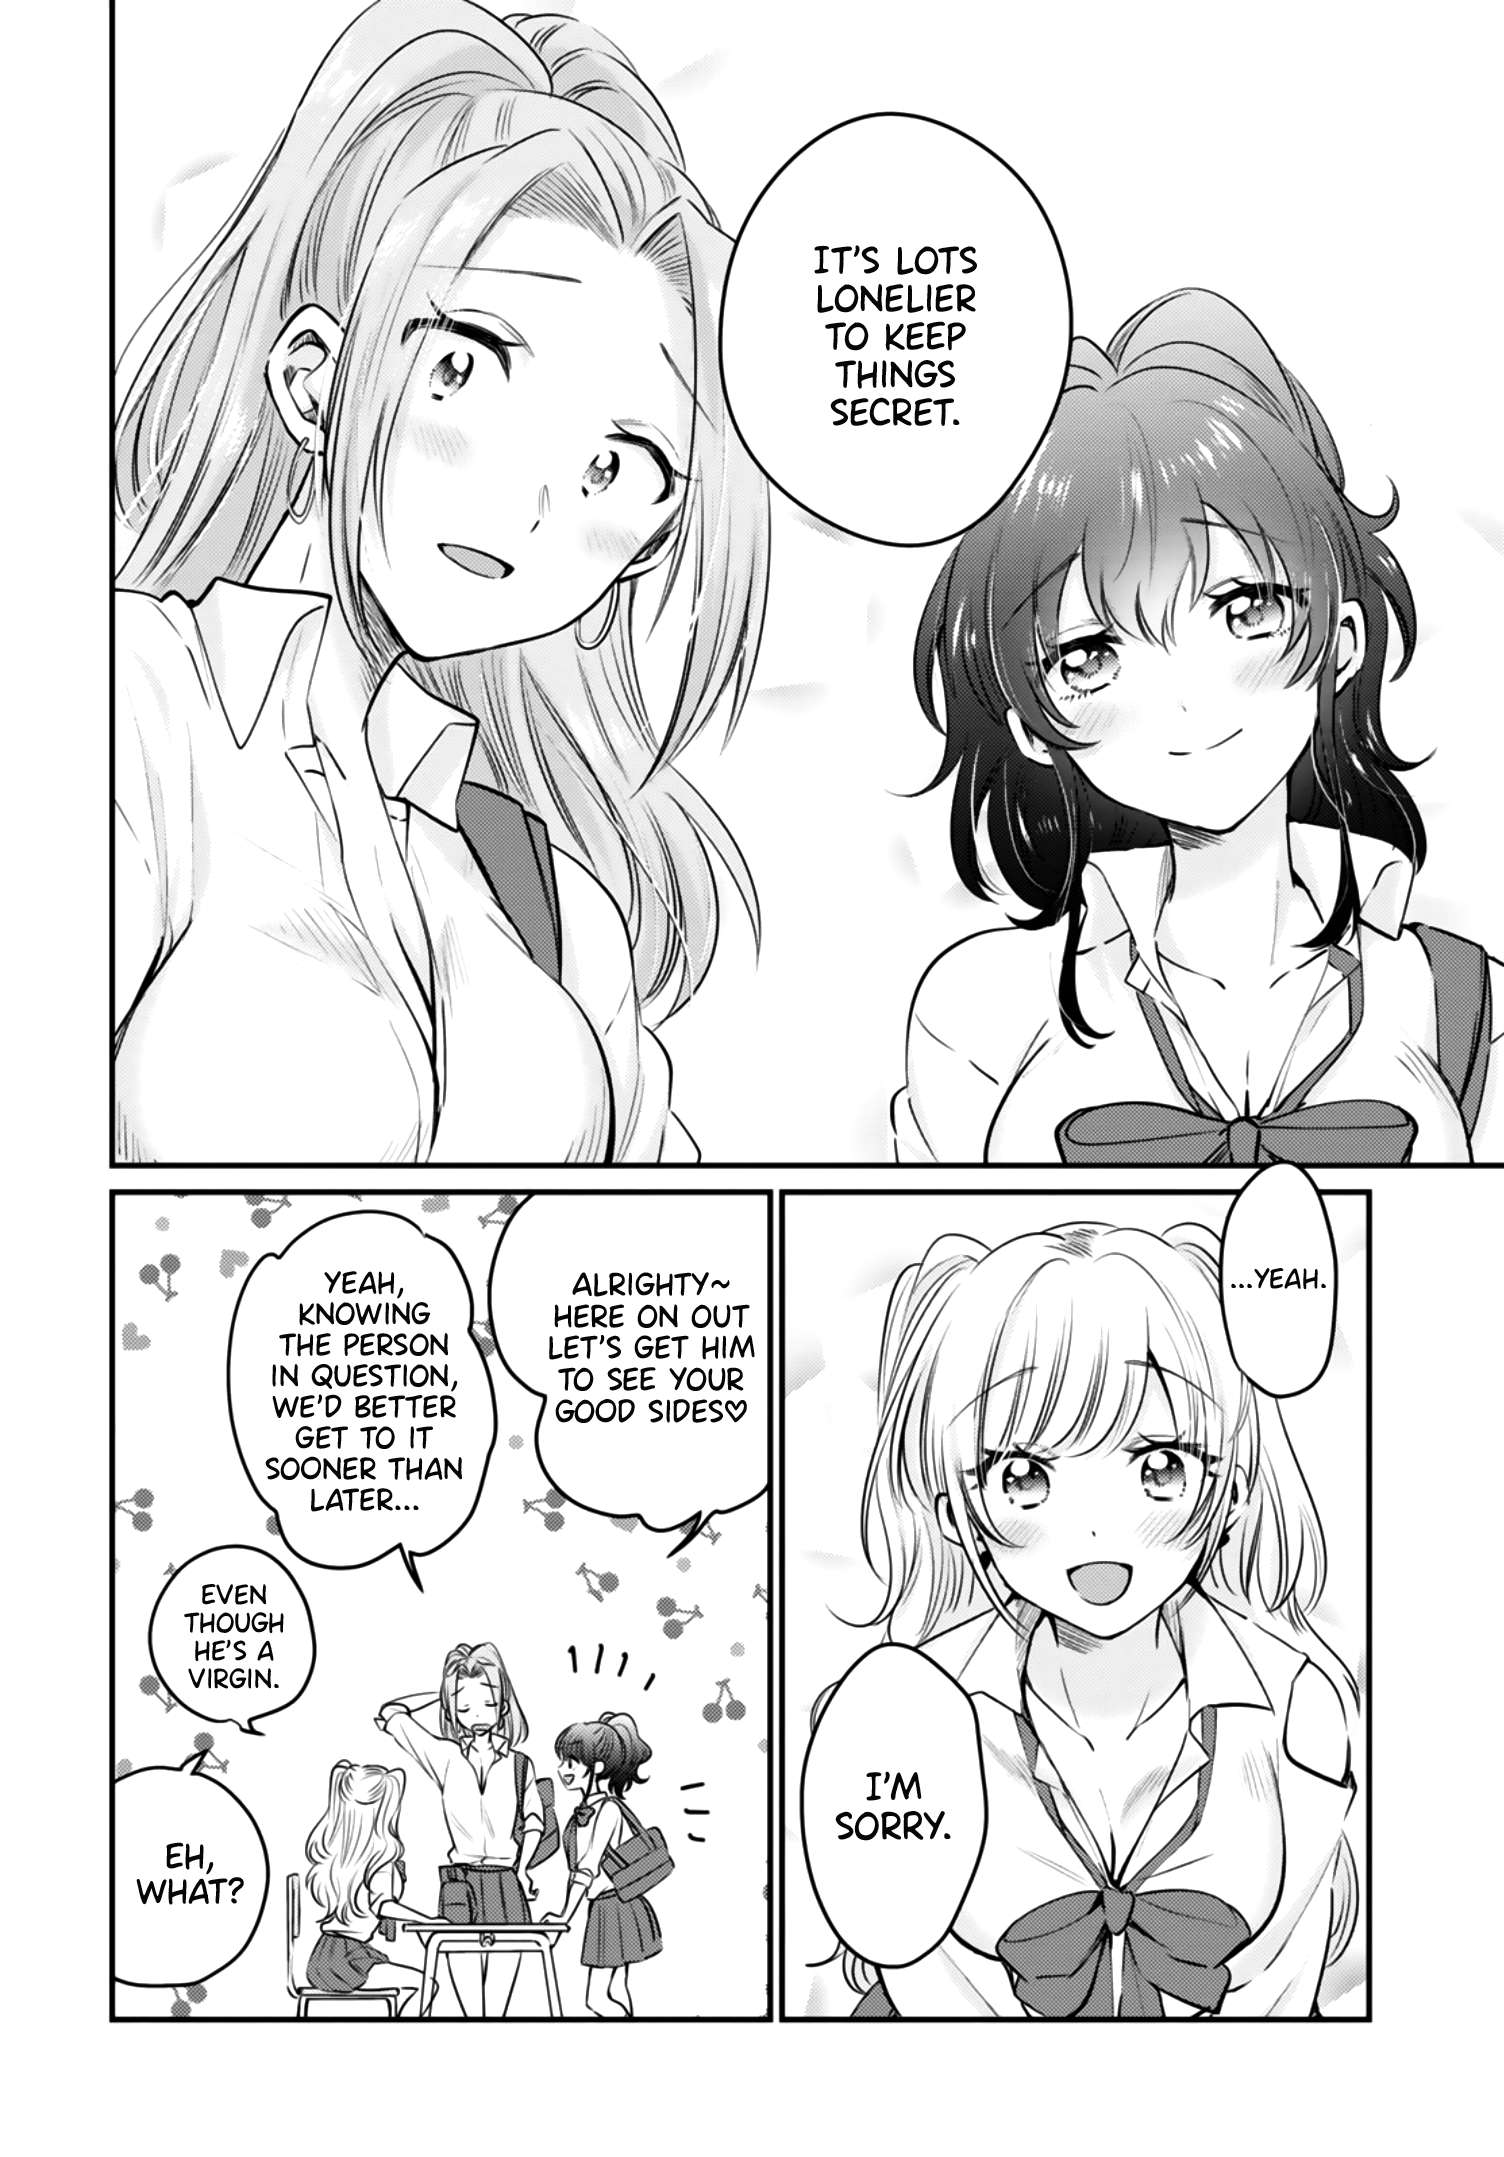 IT'S LOTS
LONELIER
TO KEEP
THINGS
SECRET.
...YEAH.
I'M
SORRY.
ALRIGHTY~
HERE ON OUT
LET'S GET HIM
TO SEE YOUR
GOOD SIDES♡
YEAH,
KNOWING
THE PERSON
IN QUESTION,
WE'D BETTER
GET TO IT
SOONER THAN
LATER...
EVEN
THOUGH
HE'S A
VIRGIN.
EH,
WHAT?